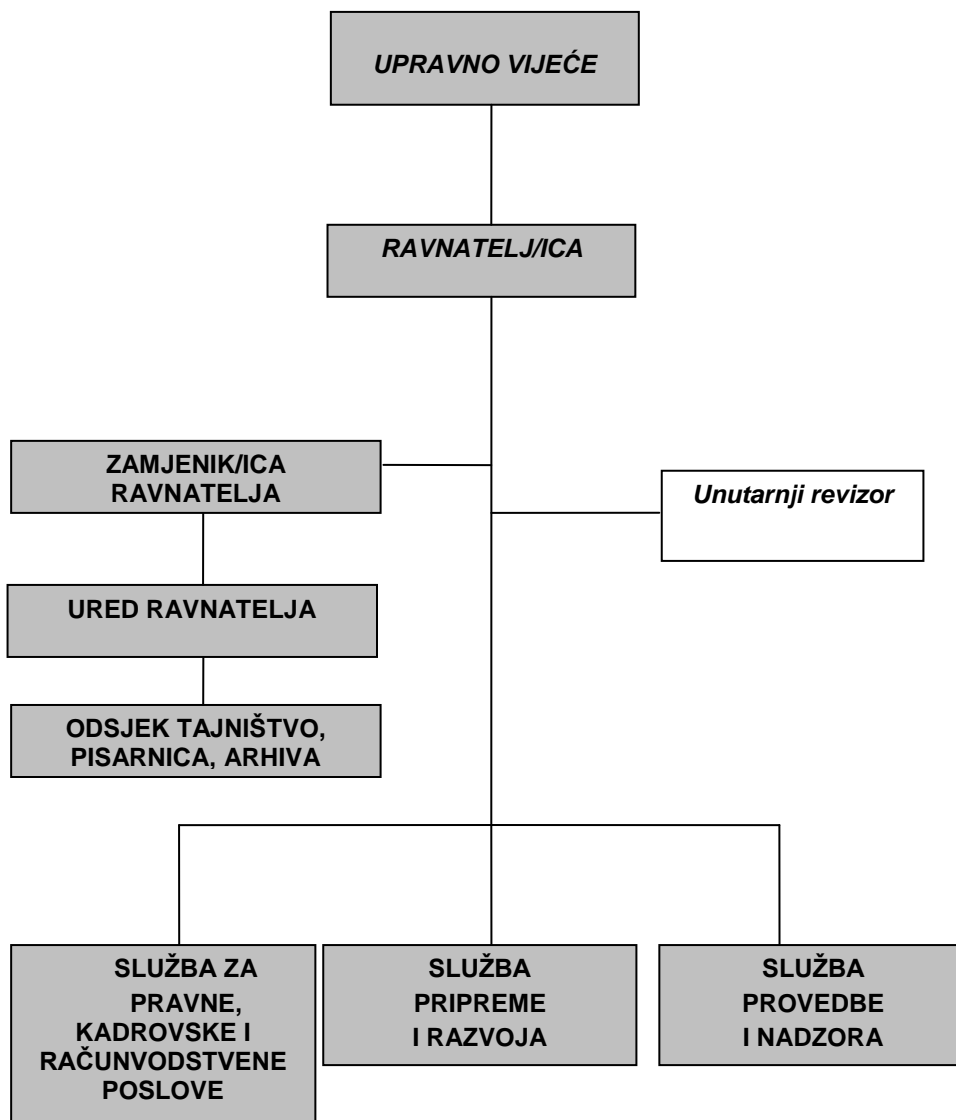 UPRAVNO VIJEĆE
RAVNATELJ/ICA
ZAMJENIK/ICA
RAVNATELJA
Unutarnji revizor
URED RAVNATELJA
ODSJEK TAJNIŠTVO,
PISARNICA, ARHIVA
SLUŽBA ZA
PRAVNE,
KADROVSKE I
RAČUNVODSTVENE
POSLOVE
SLUŽBA
PRIPREME
I RAZVOJA
SLUŽBA
PROVEDBE
I NADZORA